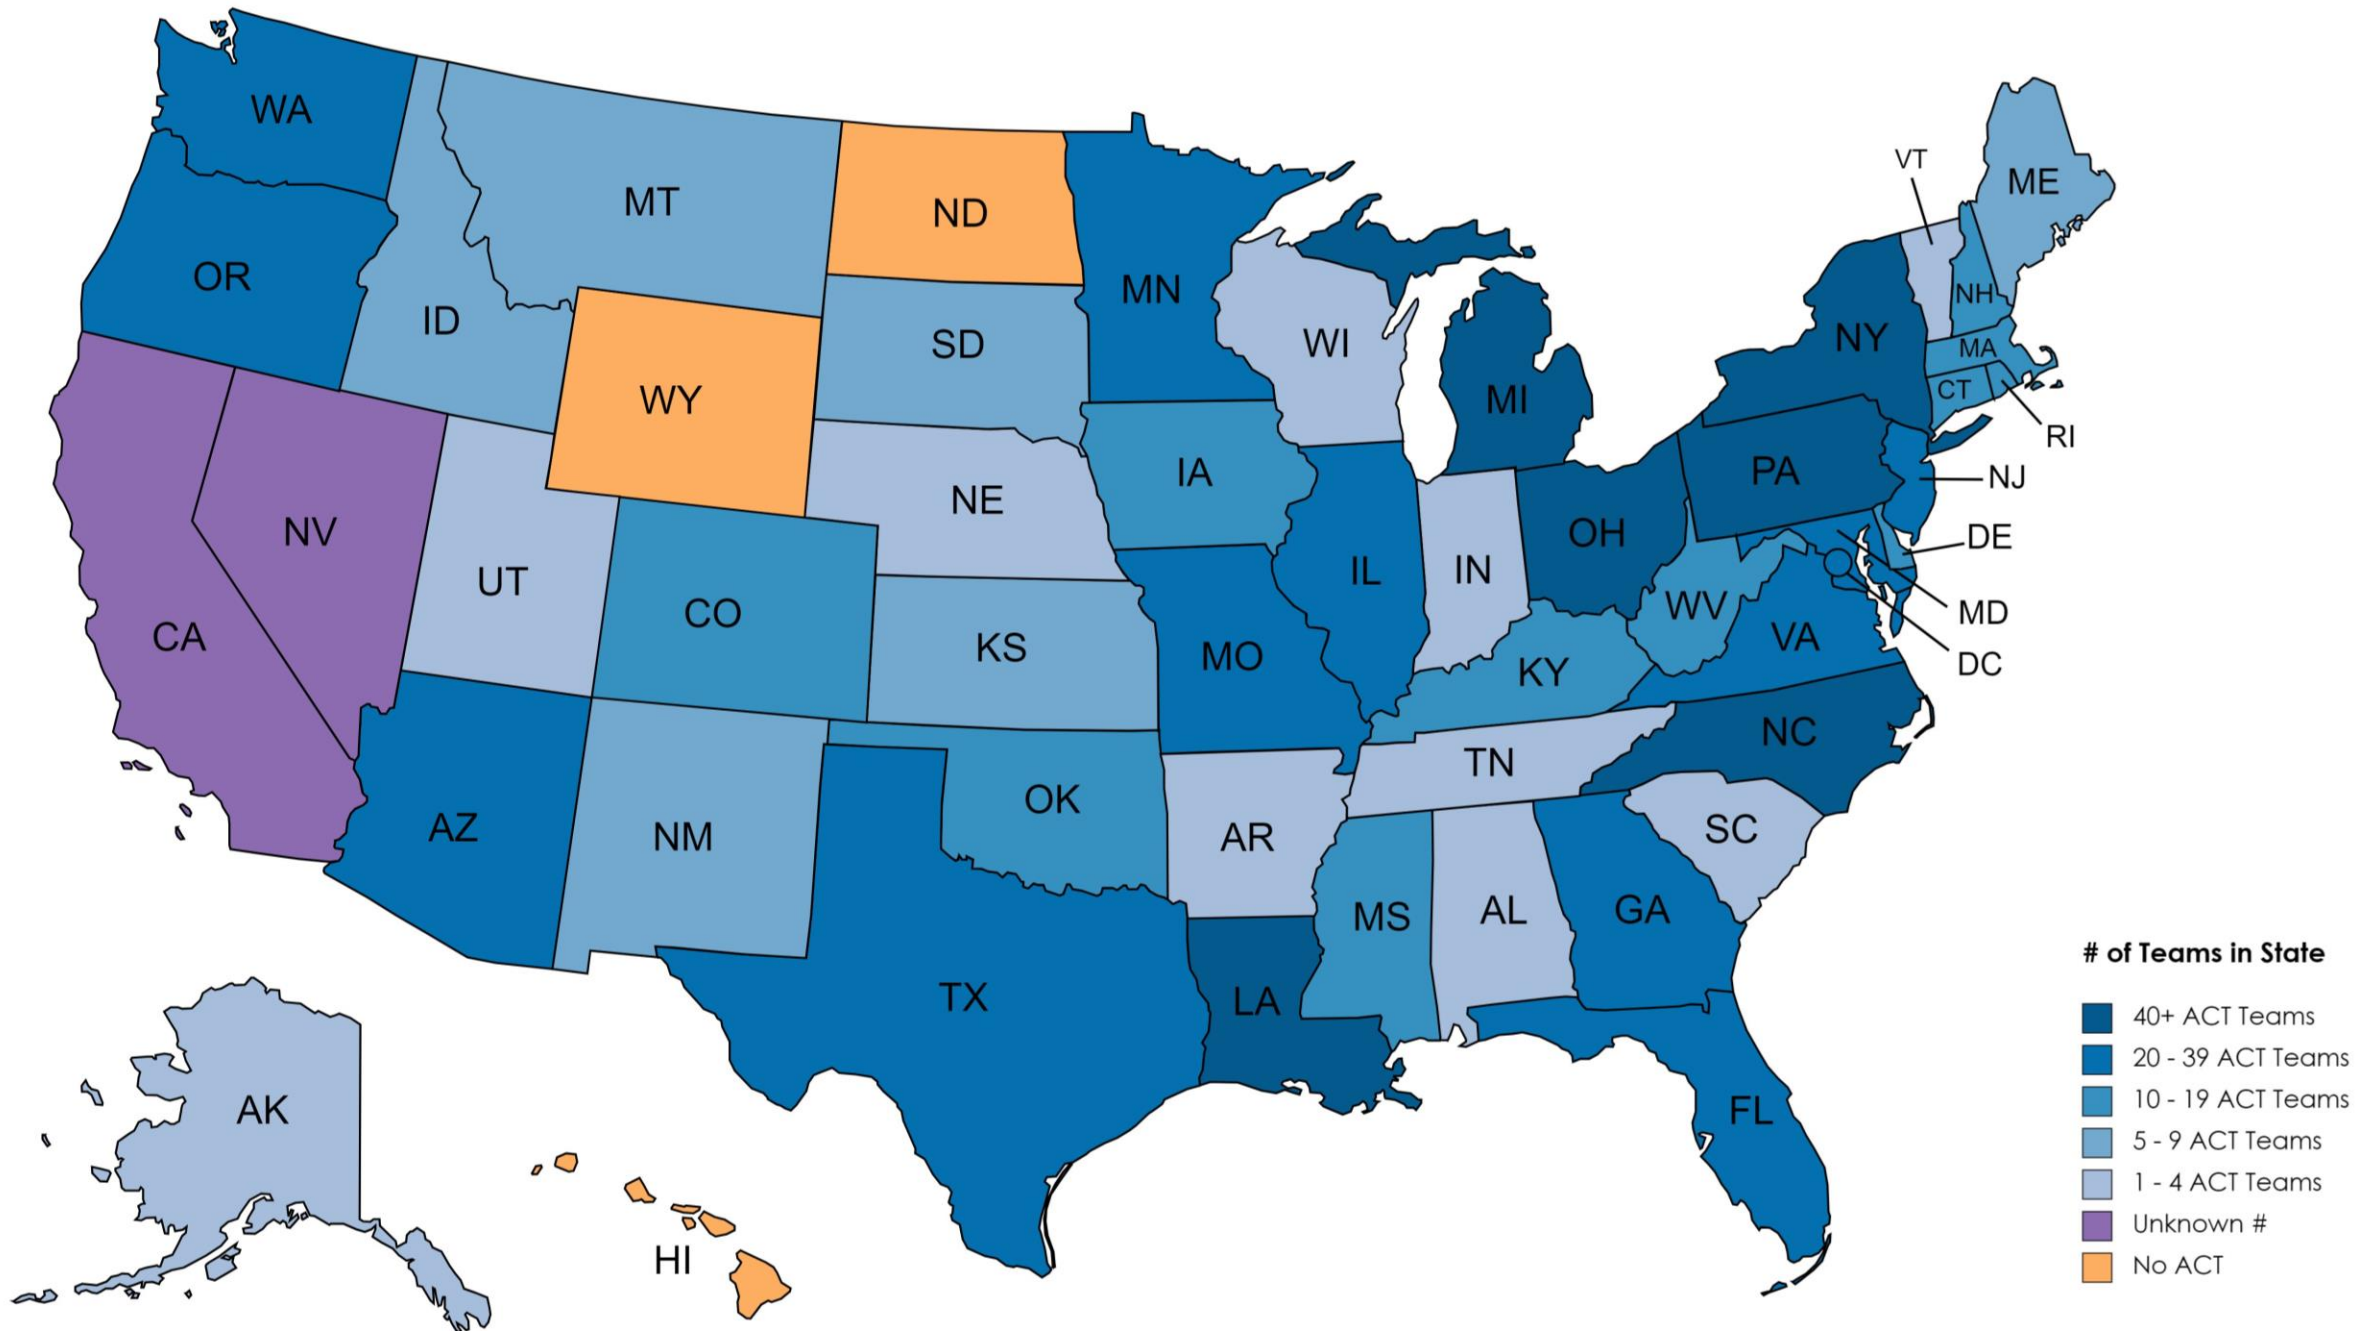 WA
VT
ME
MT
ND
OR
MN
NH
ID
SD
WI
NY
MA
WY
MI
CT
RI
IA
PA
NJ
NE
NV
OH
DE
UT
IL
IN
CO
WV
MD
CA
KS
MO
VA
DC
KY
NC
TN
OK
AZ
NM
AR
SC
MS
AL
GA
# of Teams in State
TX
LA
40+ ACT Teams
20 - 39 ACT Teams
10 - 19 ACT Teams
AK
FL
5 - 9 ACT Teams
1 - 4 ACT Teams
Unknown #
HI
No ACT